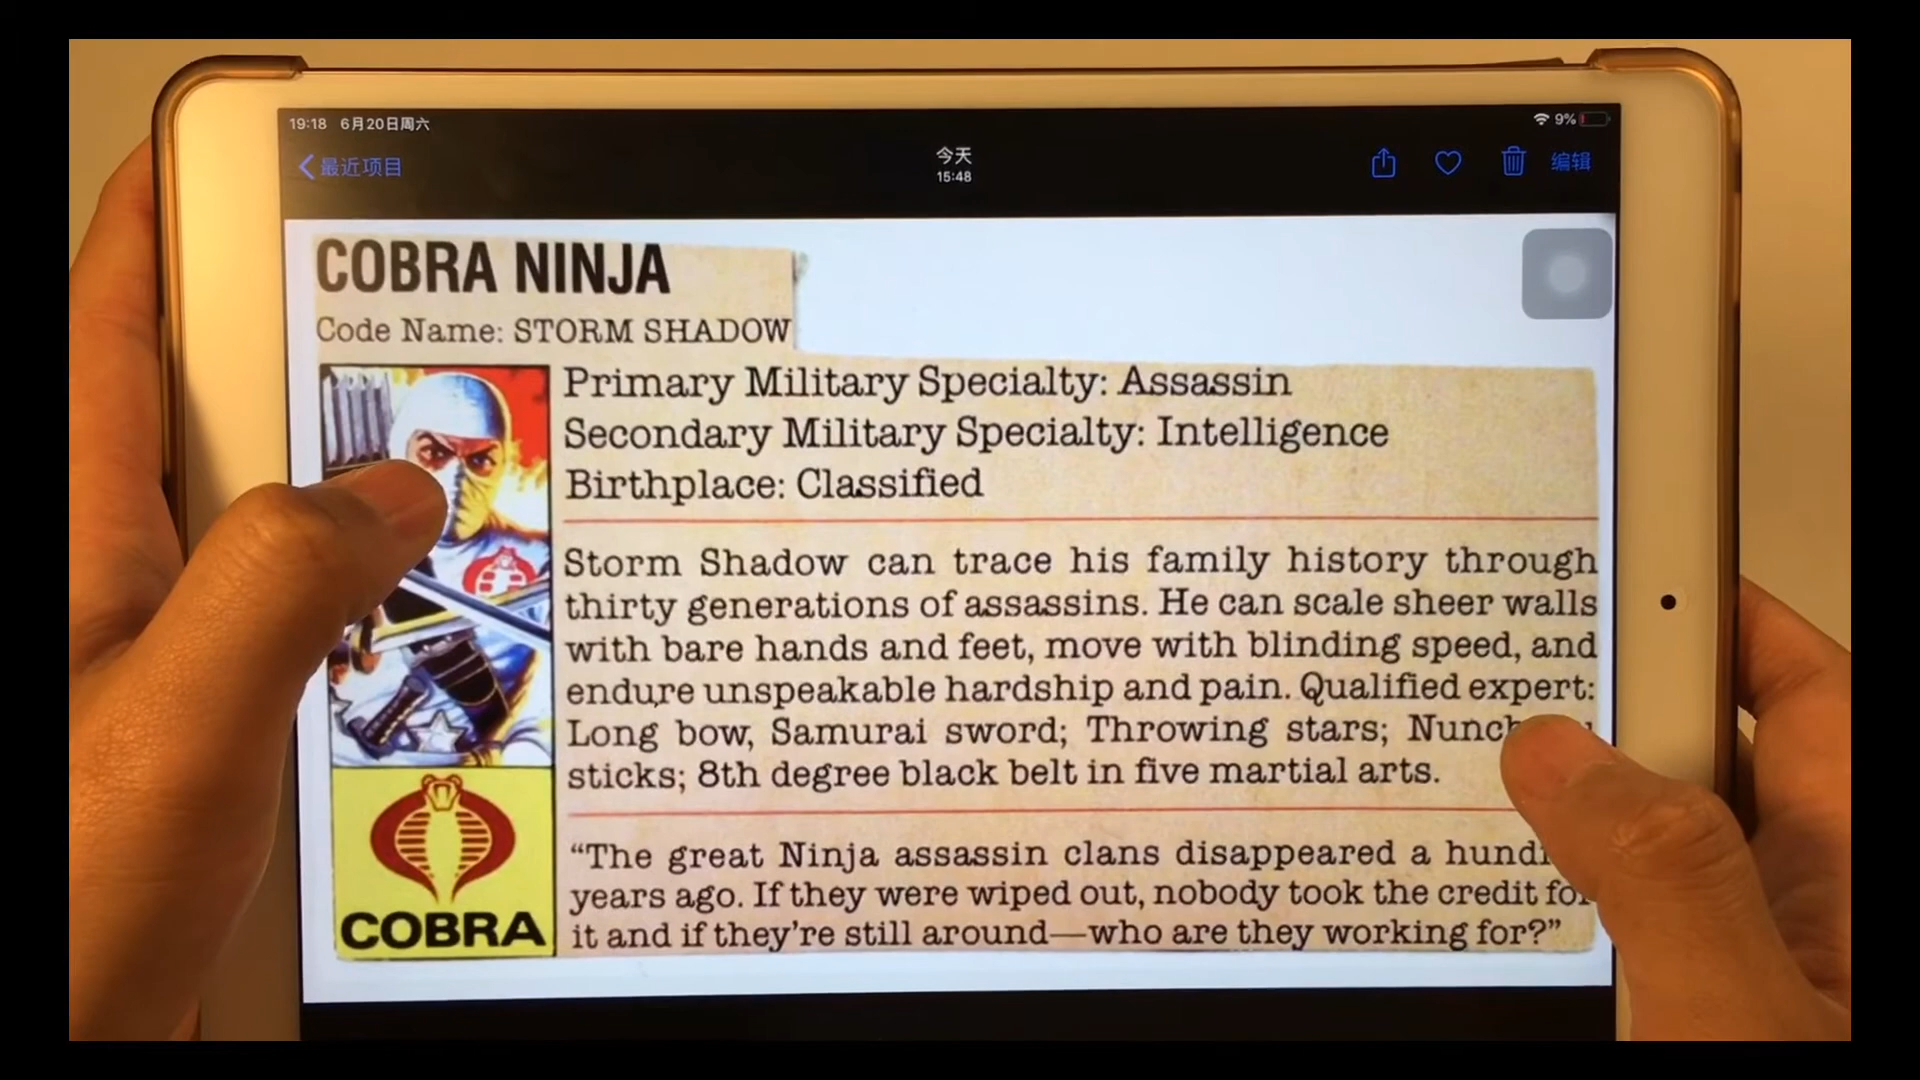 19:18 6月20日周六
9%
最近项目
今天
15:48
编辑
COBRA NINJA
Code Name: STORM SHADOW
Primary Military Specialty: Assassin
Secondary Military Specialty: Intelligence
Birthplace: Classified
Storm Shadow can trace his family history through
thirty generations of assassins. He can scale sheer walls
with bare hands and feet, move with blinding speed, and
endure unspeakable hardship and pain. Qualified expert:
Long bow, Samurai sword; Throwing stars;
sticks; 8th degree black belt in five martial arts.
“The great Ninja assassin clans disappeared a
years ago. If they were wiped out, nobody took the credit for
it and if they’re still around—who are they working for?”
COBRA